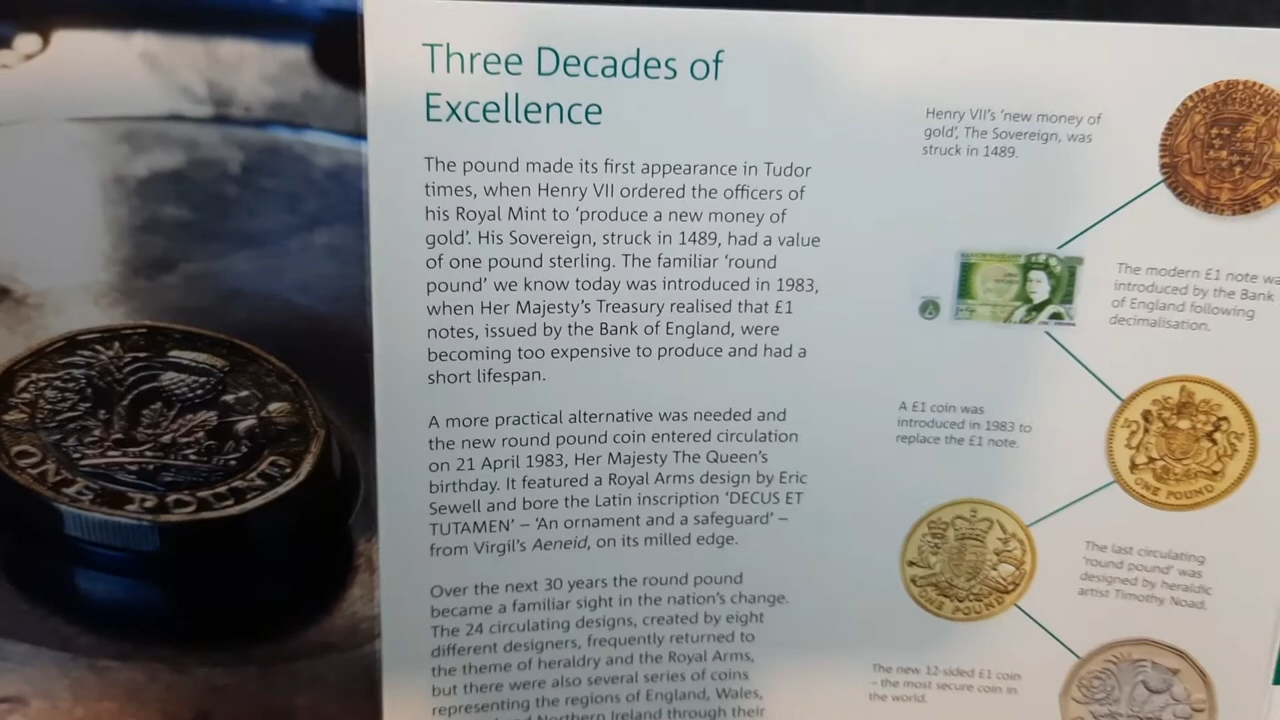 Three Decades of
Excellence
The pound made its first appearance in Tudor
times, when Henry VII ordered the officers of
his Royal Mint to ‘produce a new money of
gold’. His Sovereign, struck in 1489, had a value
of one pound sterling. The familiar ‘round
pound’ we know today was introduced in 1983,
when Her Majesty’s Treasury realised that £1
notes, issued by the Bank of England, were
becoming too expensive to produce and had a
short lifespan.
A more practical alternative was needed and
the new round pound coin entered circulation
on 21 April 1983, Her Majesty The Queen’s
birthday. It featured a Royal Arms design by Eric
Sewell and bore the Latin inscription ‘DECUS ET
TUTAMEN’ – ‘An ornament and a safeguard’ –
from Virgil’s Aeneid, on its milled edge.
Over the next 30 years the round pound
became a familiar sight in the nation’s change.
The 24 circulating designs, created by eight
different designers, frequently returned to
the theme of heraldry and the Royal Arms,
but there were also several series of coins
representing the regions of England, Wales,
Northern Ireland through their
Henry VII’s ‘new money of
gold’, The Sovereign, was
struck in 1489.
The modern £1 note
introduced by the Bank
of England following
decimalisation.
A £1 coin was
introduced in 1983 to
replace the £1 note.
ONE POUND
The last circulating
‘round pound’ was
designed by heraldic
artist Timothy Noad.
ONE POUND
The new 12-sided £1 coin
– the most secure coin in
the world.
ONE POUND